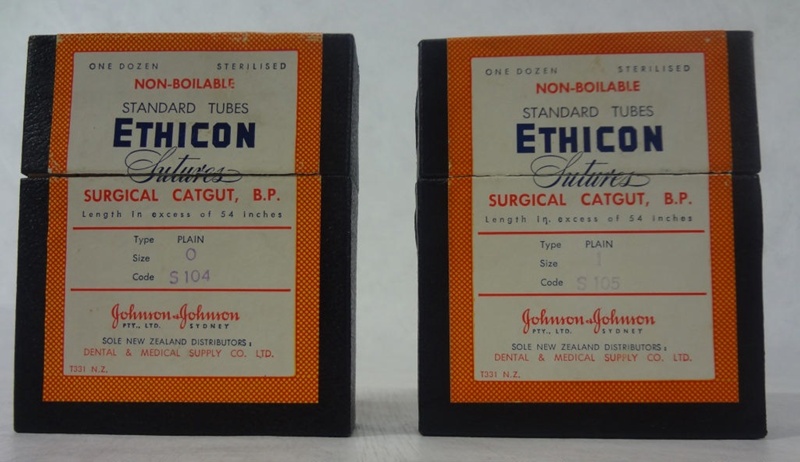 ONE DOZEN STERILISED
NON-BOILABLE
STANDARD TUBES
ETHICON
Sutures
SURGICAL CATGUT, B.P.
Length in excess of 54 inches
Type PLAIN
Size 0
Code S 104
Johnson & Johnson
PTY., LTD. SYDNEY
SOLE NEW ZEALAND DISTRIBUTORS:
DENTAL & MEDICAL SUPPLY CO. LTD.
T331 N.Z.
ONE DOZEN STERILISED
NON-BOILABLE
STANDARD TUBES
ETHICON
Sutures
SURGICAL CATGUT, B.P.
Length in excess of 54 inches
Type PLAIN
Size 1
Code S 105
Johnson & Johnson
PTY., LTD. SYDNEY
SOLE NEW ZEALAND DISTRIBUTORS:
DENTAL & MEDICAL SUPPLY CO. LTD.
T331 N.Z.